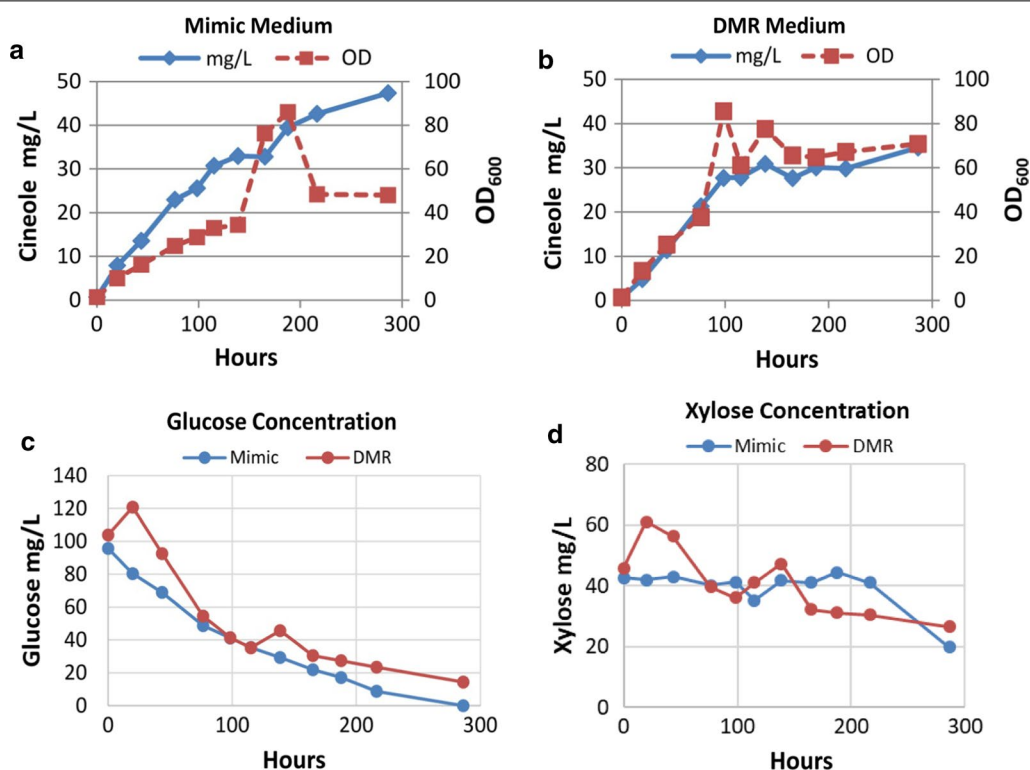 a
Mimic Medium
mg/L OD
50
40
30
20
10
0
100
80
60
40
20
0
0 100 200 300
Cineole mg/L
OD600
Hours
b
DMR Medium
mg/L OD
50
40
30
20
10
0
100
80
60
40
20
0
0 100 200 300
Cineole mg/L
OD600
Hours
c
Glucose Concentration
Mimic DMR
140
120
100
80
60
40
20
0
0 100 200 300
Glucose mg/L
Hours
d
Xylose Concentration
Mimic DMR
80
60
40
20
0
0 100 200 300
Xylose mg/L
Hours